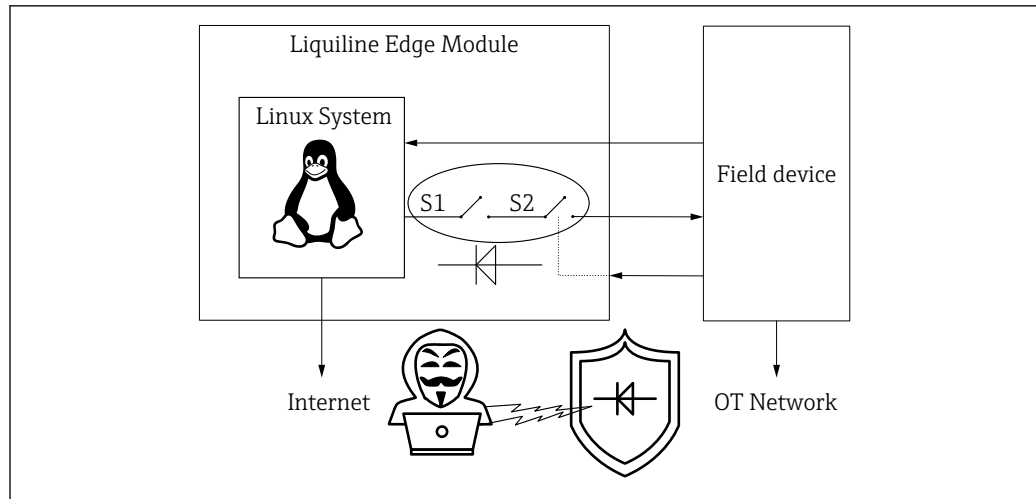 Liquiline Edge Module
Linux System
Field device
S1
S2
Internet
OT Network